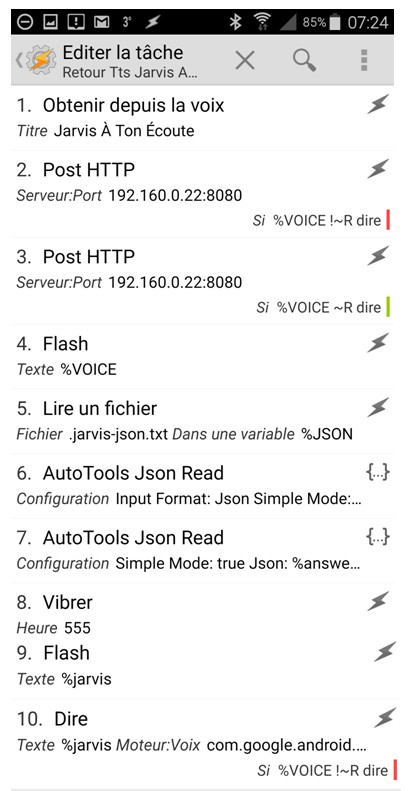 3° 85% 07:24
Editer la tâche
Retour Tts Jarvis A…
1. Obtenir depuis la voix
Titre Jarvis À Ton Écoute
2. Post HTTP
Serveur:Port 192.160.0.22:8080
Si %VOICE !~R dire
3. Post HTTP
Serveur:Port 192.160.0.22:8080
Si %VOICE ~R dire
4. Flash
Texte %VOICE
5. Lire un fichier
Fichier .jarvis-json.txt Dans une variable %JSON
6. AutoTools Json Read
{...}
Configuration Input Format: Json Simple Mode:…
7. AutoTools Json Read
{...}
Configuration Simple Mode: true Json: %answe…
8. Vibrer
Heure 555
9. Flash
Texte %jarvis
10. Dire
Texte %jarvis Moteur:Voix com.google.android.…
Si %VOICE !~R dire